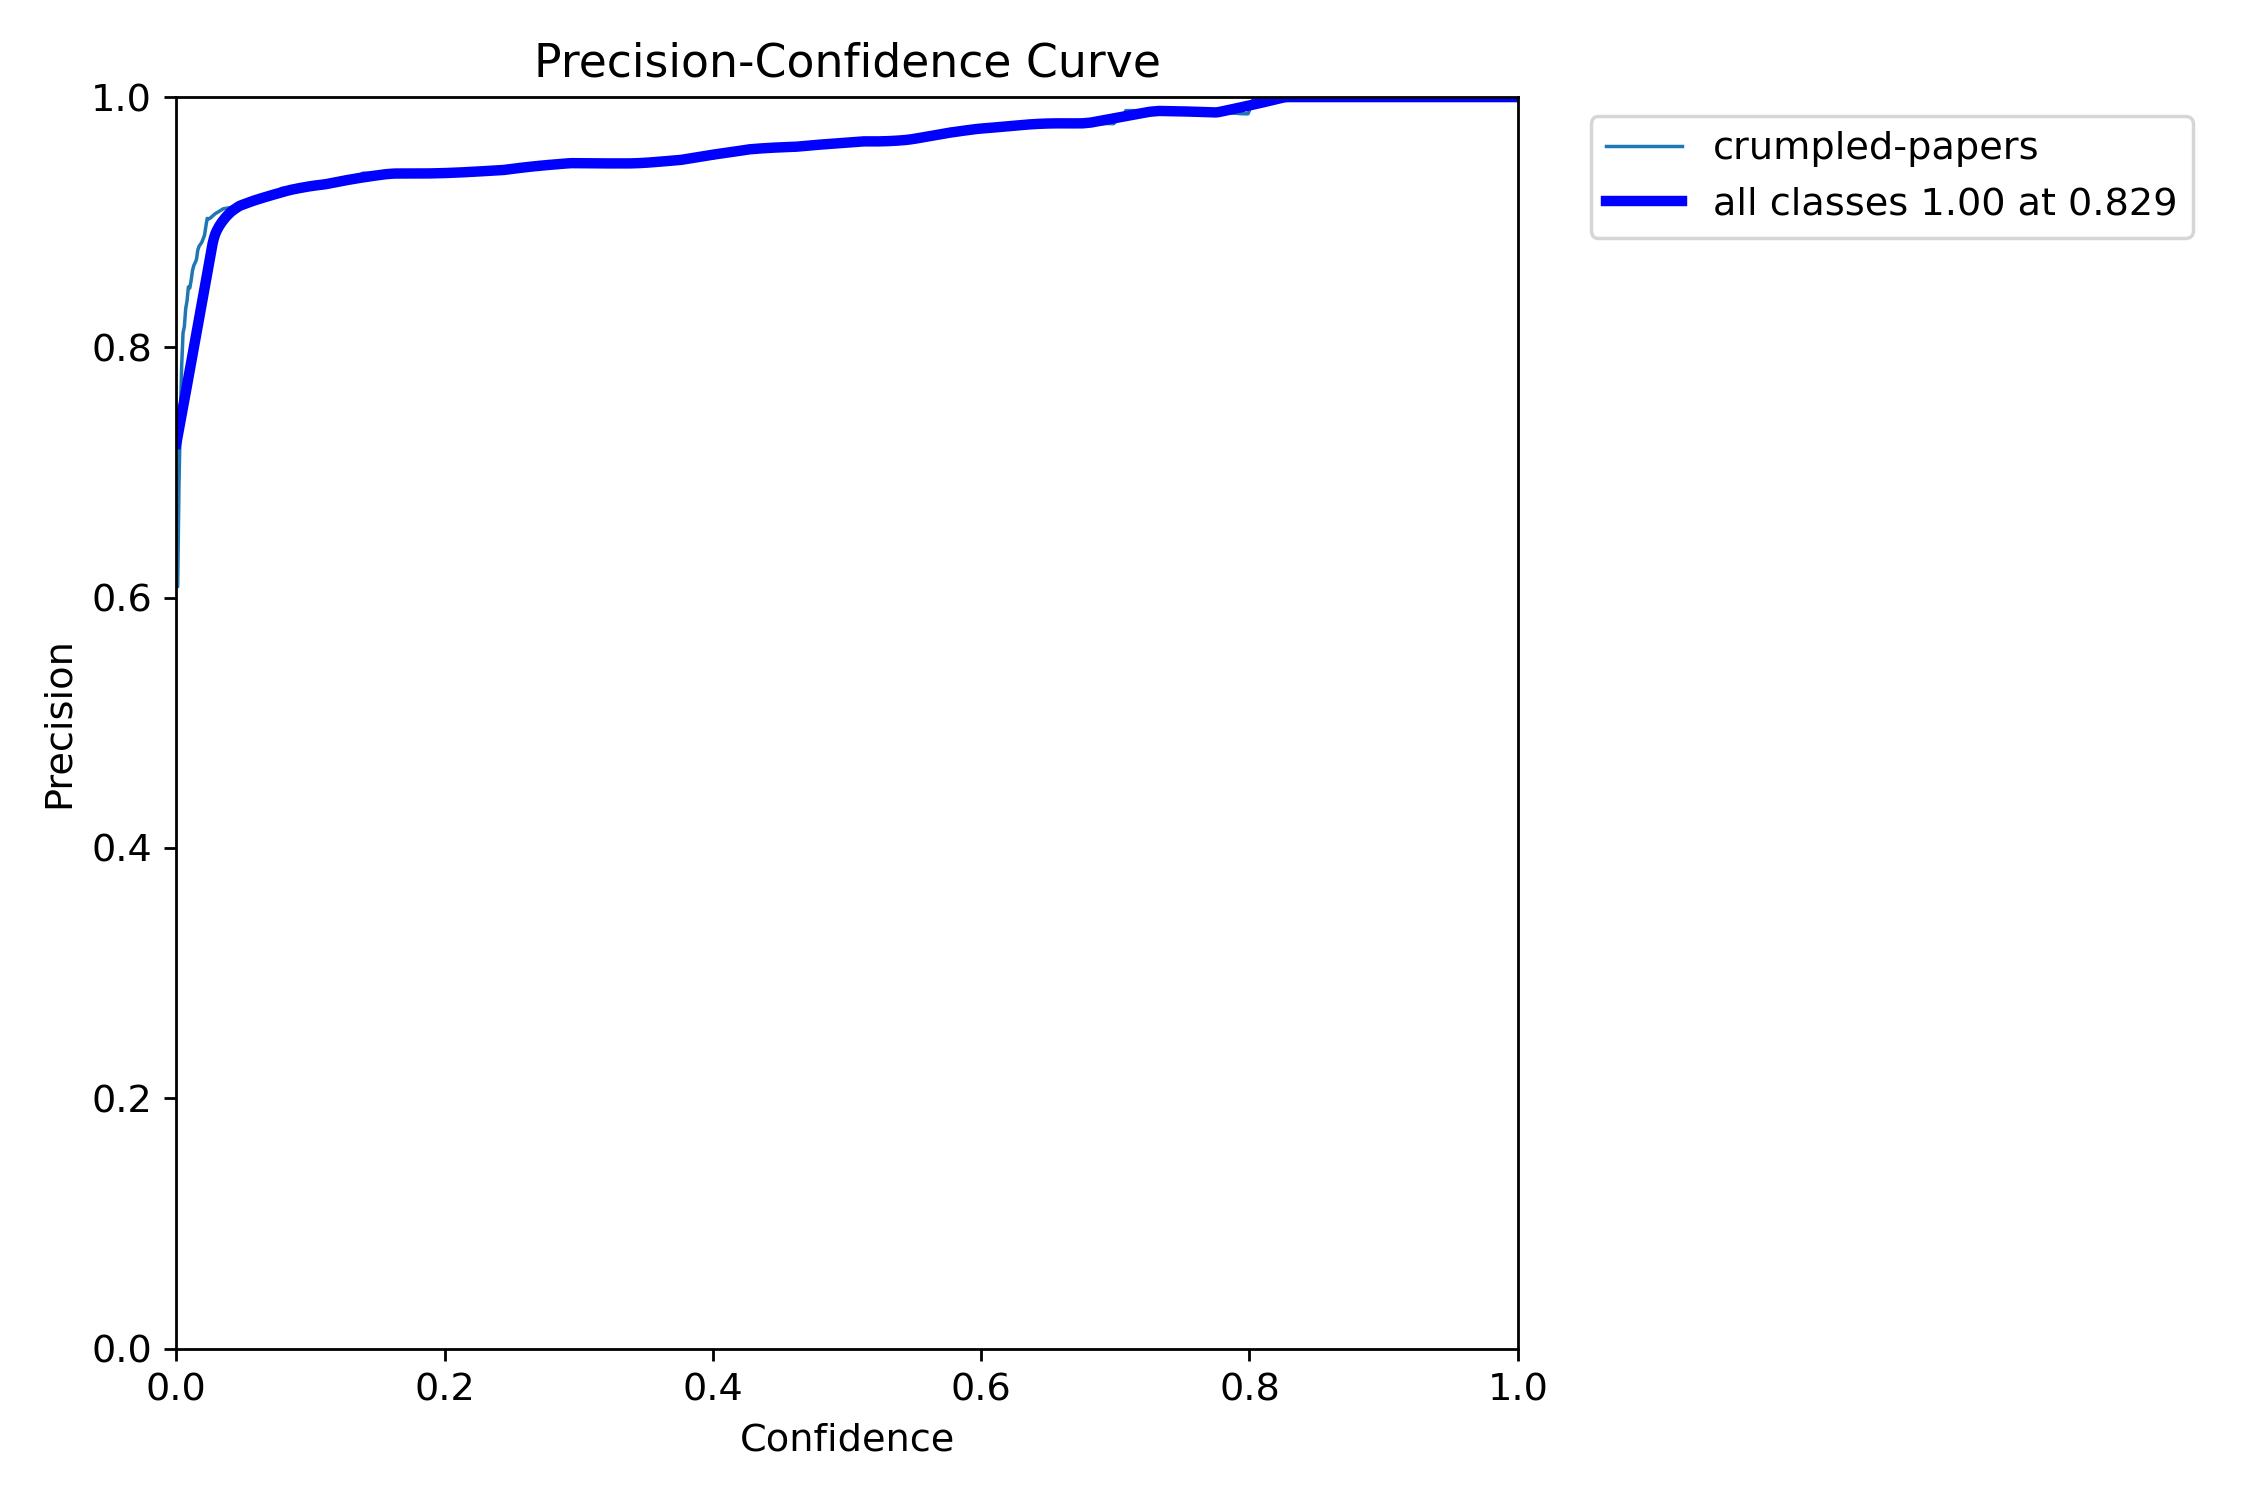 Precision-Confidence Curve
1.0
0.8
0.6
0.4
0.2
0.0
Precision
0.0 0.2 0.4 0.6 0.8 1.0
Confidence
crumpled-papers
all classes 1.00 at 0.829